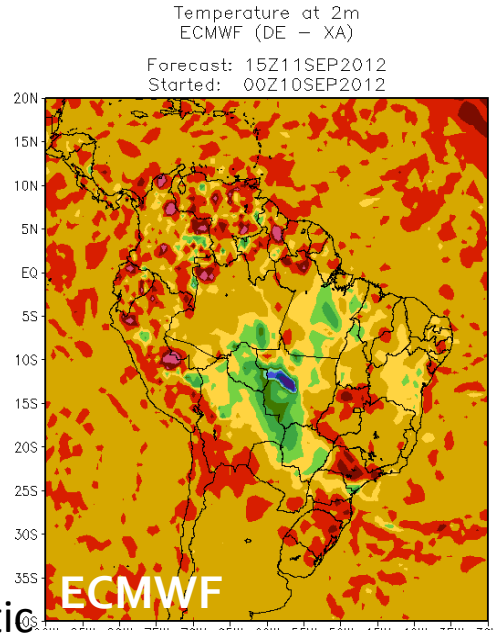 Temperature at 2m
ECMWF (DE – XA)
Forecast: 15Z11SEP2012
Started: 00Z10SEP2012
20N
15N
10N
5N
EQ
5S
10S
15S
20S
25S
30S
35S
ECMWF
tic